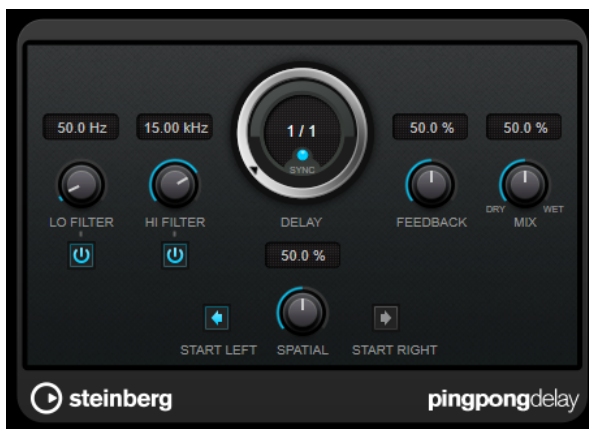 50.0 Hz 15.00 kHz 1 / 1 50.0 % 50.0 %
SYNC
DRY WET
LO FILTER HI FILTER DELAY FEEDBACK MIX
50.0 %
START LEFT SPATIAL START RIGHT
steinberg pingpongdelay